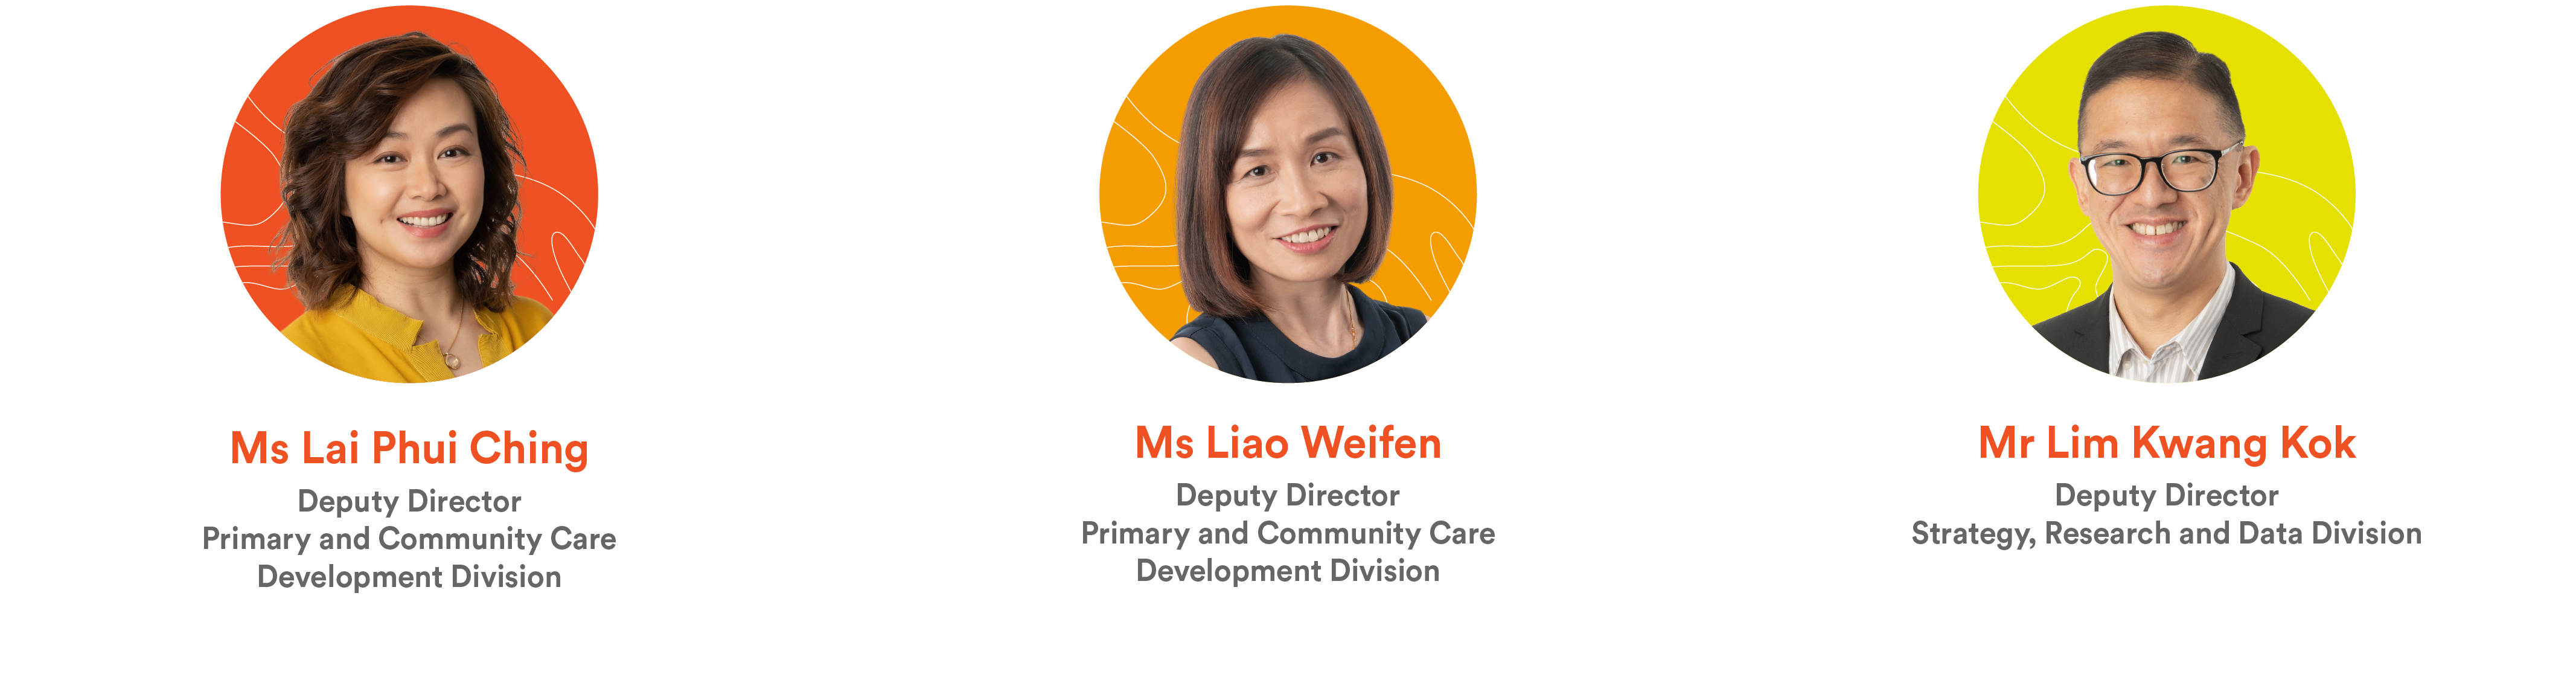 Ms Lai Phui Ching
Deputy Director
Primary and Community Care
Development Division
Ms Liao Weifen
Deputy Director
Primary and Community Care
Development Division
Mr Lim Kwang Kok
Deputy Director
Strategy, Research and Data Division